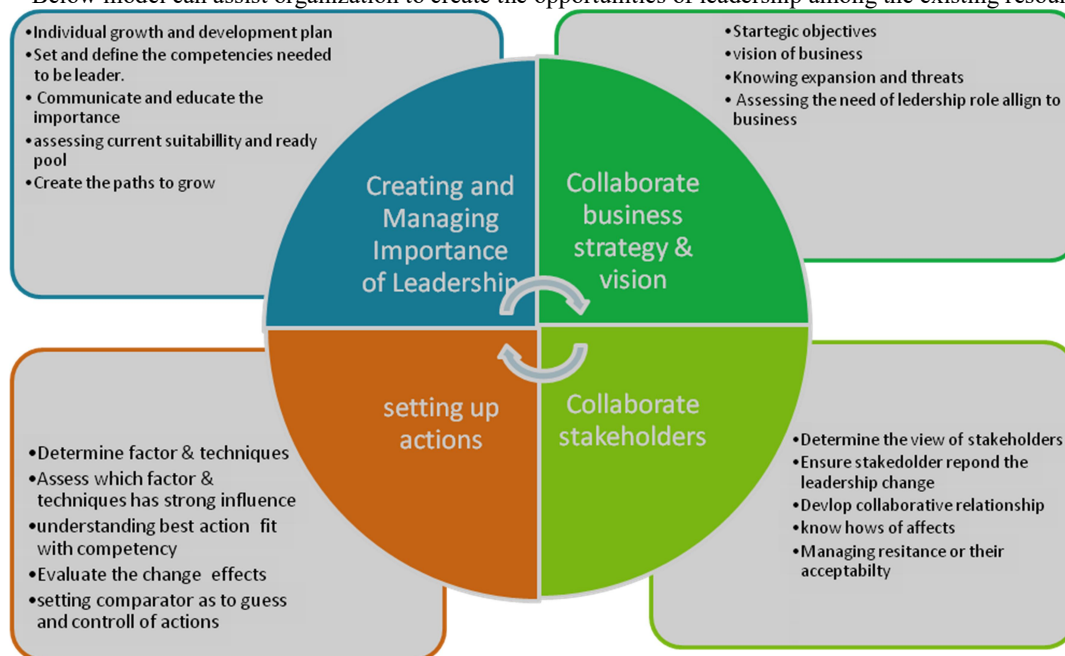 Below model can assist organization to create the opportunities of leadership among the existing resou
•Individual growth and development plan
•Set and define the competencies needed
to be leader.
• Communicate and educate the
importance
•assessing current suitabillity and ready
pool
•Create the paths to grow
•Startegic objectives
•vision of business
•Knowing expansion and threats
• Assessing the need of ledership role allign to
business
Creating and
Managing
Importance
of Leadership
Collaborate
business
strategy &
vision
setting up
actions
Collaborate
stakeholders
•Determine factor & techniques
•Assess which factor &
techniques has strong influence
•understanding best action fit
with competency
•Evaluate the change effects
•setting comparator as to guess
and controll of actions
•Determine the view of stakeholders
•Ensure stakedolder repond the
leadership change
•Devlop collaborative relationship
•know hows of affects
•Managing resitance or their
acceptabilty